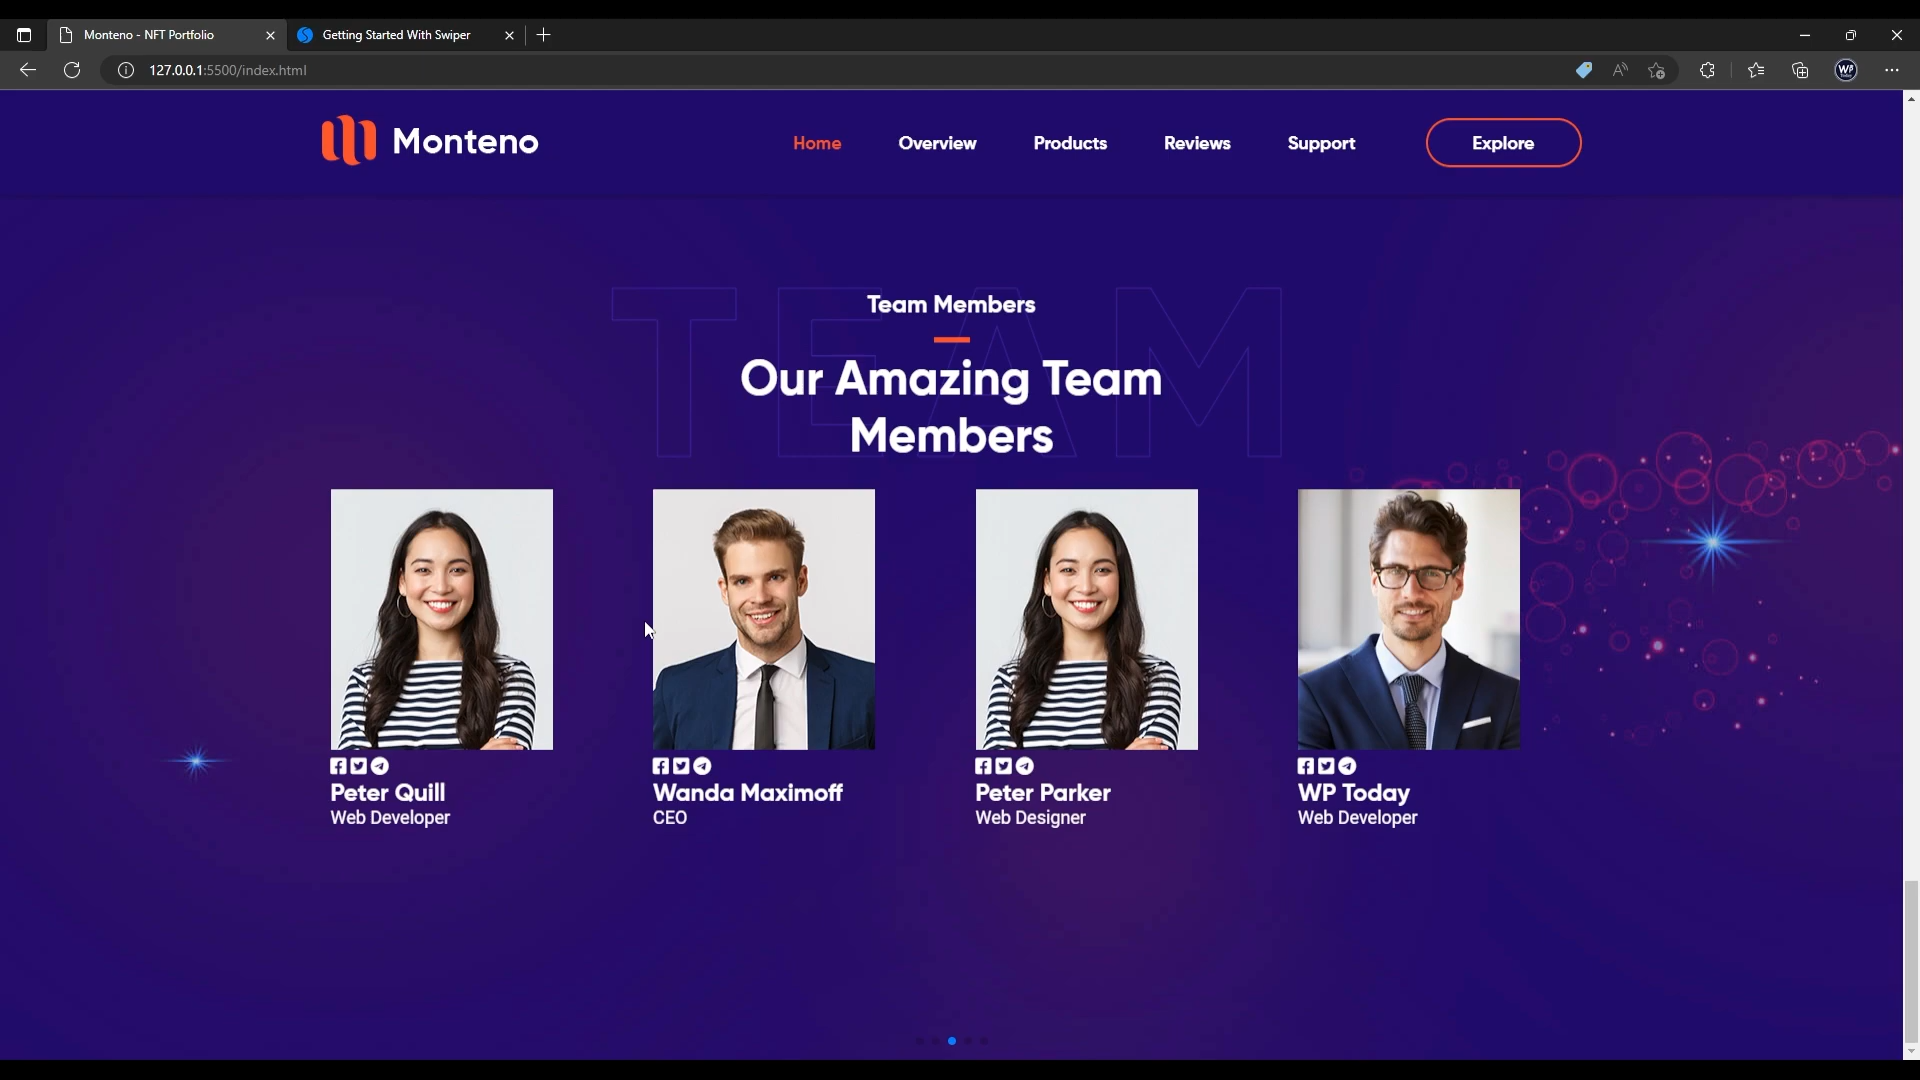 Monteno - NFT Portfolio
Getting Started With Swiper
127.0.0.1:5500/index.html
WP
Monteno
Home
Overview
Products
Reviews
Support
Explore
TEAM
Team Members
Our Amazing Team
Members
Peter Quill
Web Developer
Wanda Maximoff
CEO
Peter Parker
Web Designer
WP Today
Web Developer